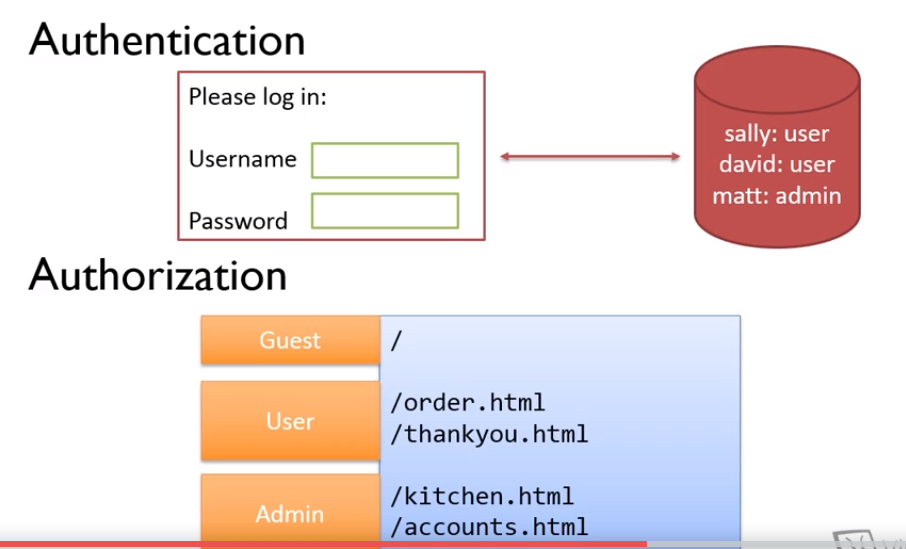 Authentication
Please log in:
Username
Password
sally: user
david: user
matt: admin
Authorization
Guest
/
User
/order.html
/thankyou.html
Admin
/kitchen.html
/accounts.html